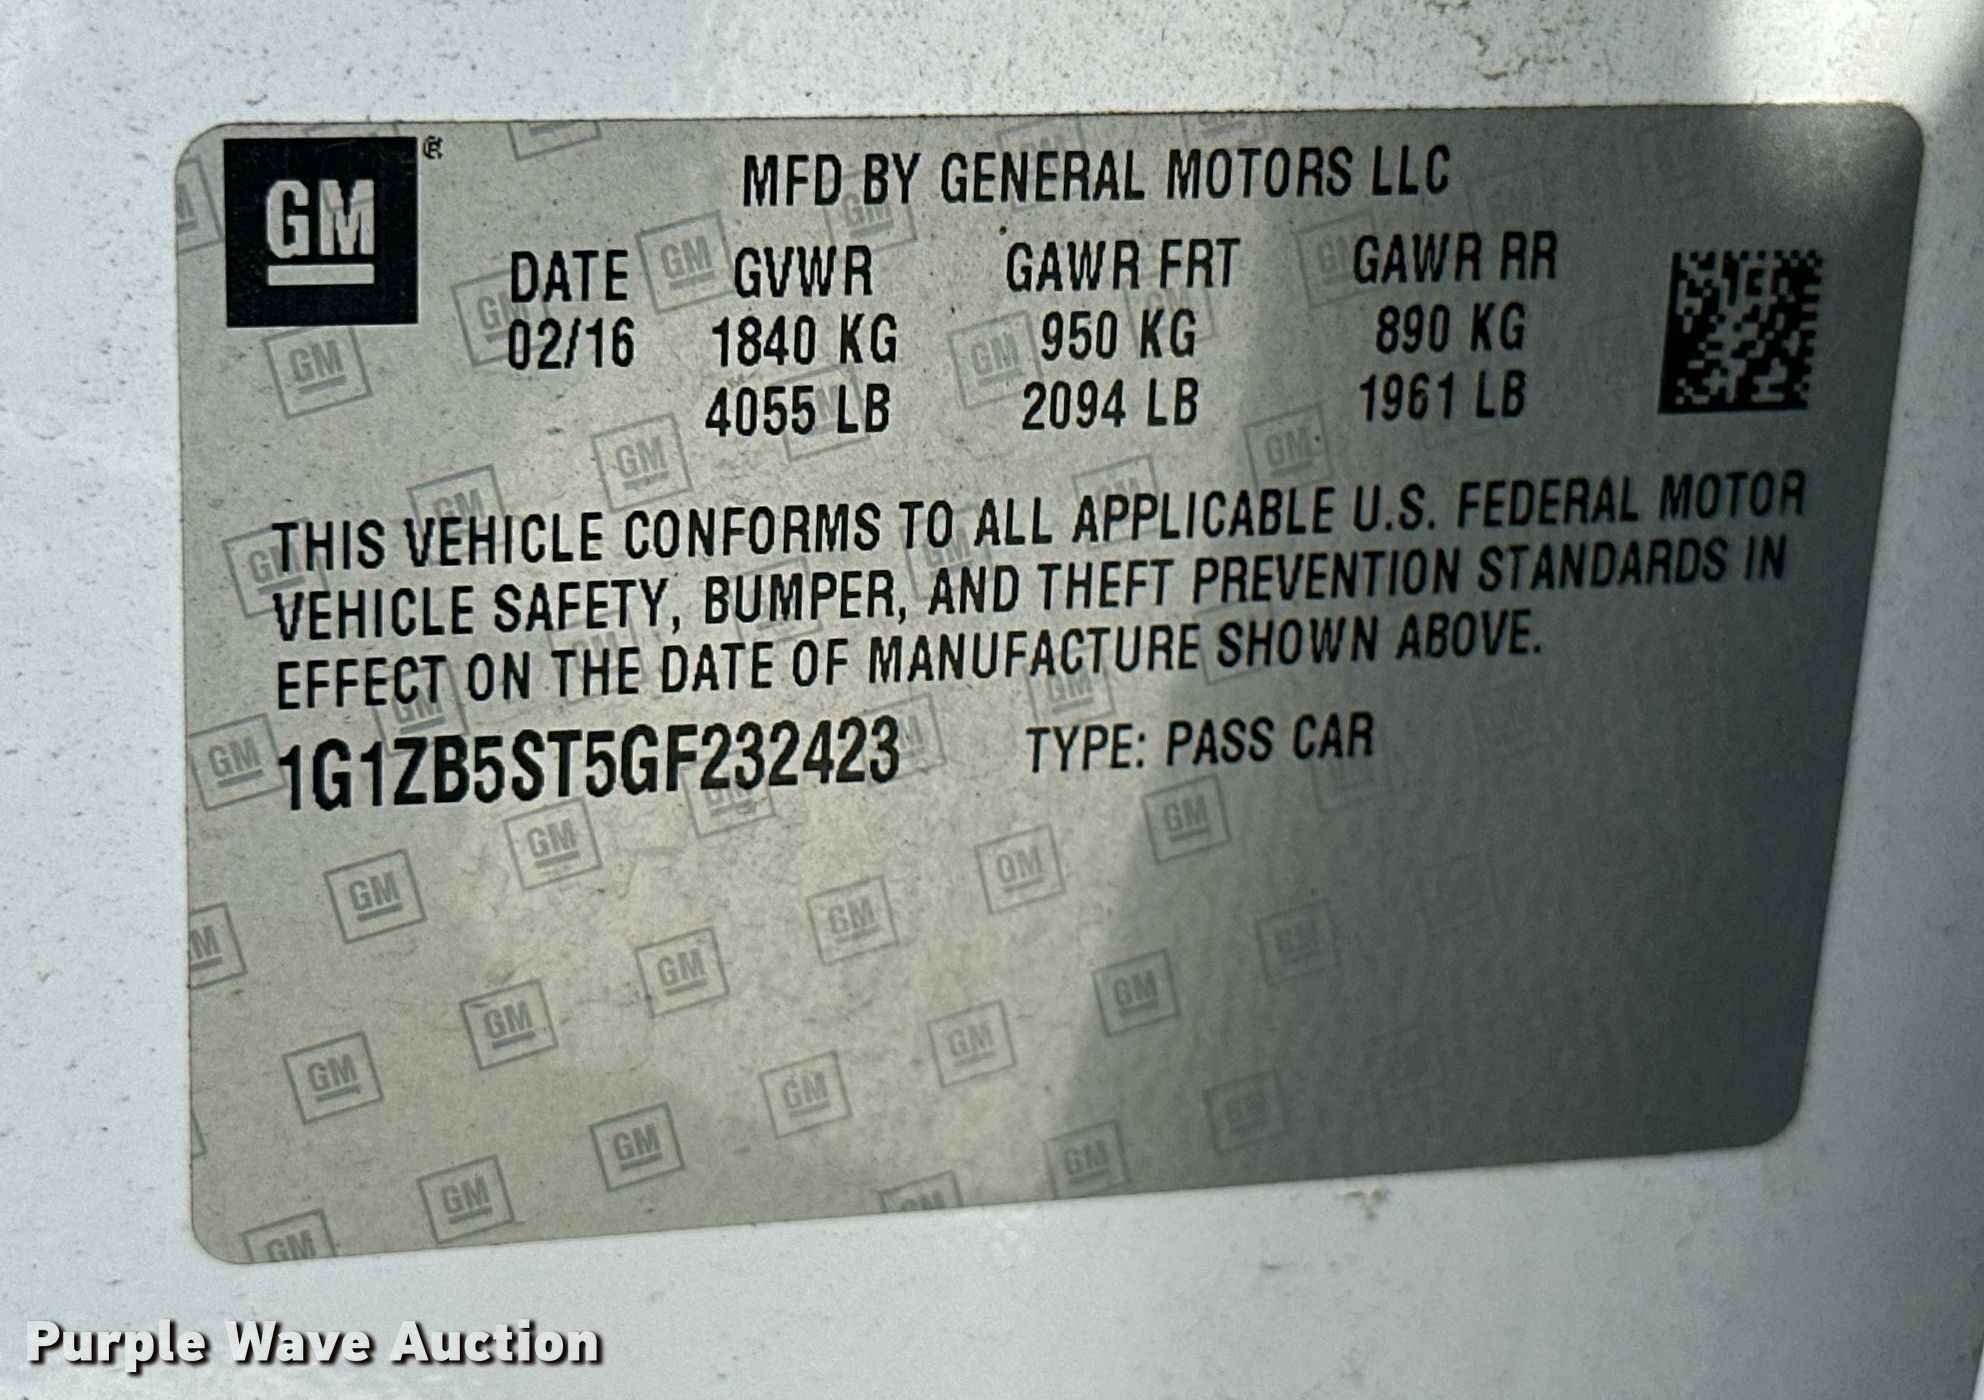 GM®
MFD BY GENERAL MOTORS LLC
DATE GVWR GAWR FRT GAWR RR
02/16 1840 KG 950 KG 890 KG
4055 LB 2094 LB 1961 LB
THIS VEHICLE CONFORMS TO ALL APPLICABLE U.S. FEDERAL MOTOR
VEHICLE SAFETY, BUMPER, AND THEFT PREVENTION STANDARDS IN
EFFECT ON THE DATE OF MANUFACTURE SHOWN ABOVE.
1G1ZB5ST5GF232423 TYPE: PASS CAR
Purple Wave Auction